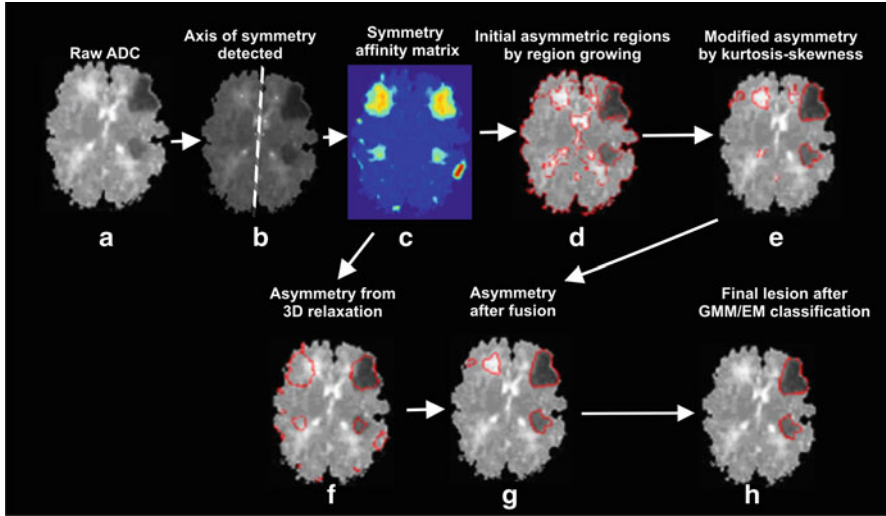 Raw ADC
Axis of symmetry
detected
Symmetry
affinity matrix
Initial asymmetric regions
by region growing
Modified asymmetry
by kurtosis-skewness
a
b
c
d
e
Asymmetry from
3D relaxation
Asymmetry
after fusion
Final lesion after
GMM/EM classification
f
g
h